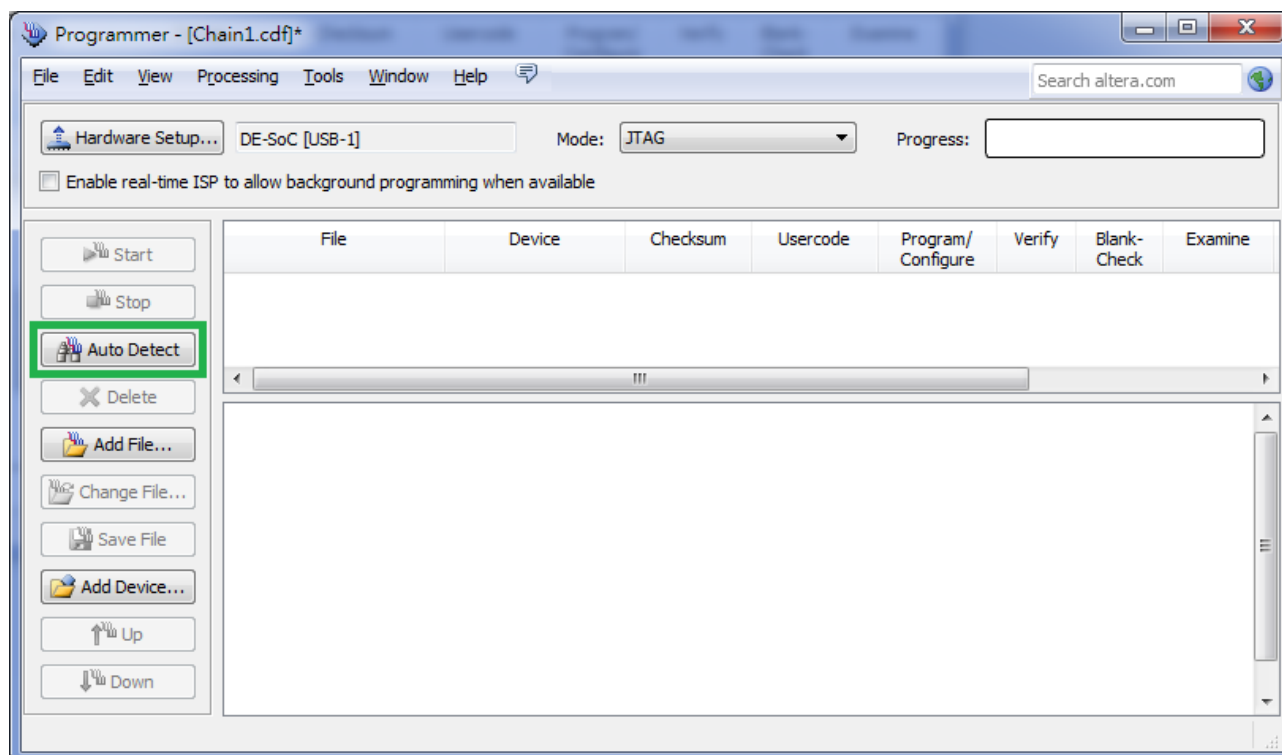 Programmer - [Chain1.cdf]*
File Edit View Processing Tools Window Help
Search altera.com
Hardware Setup... DE-SoC [USB-1] Mode: JTAG Progress:
Enable real-time ISP to allow background programming when available
File Device Checksum Usercode Program/ Configure Verify Blank- Check Examine
Start
Stop
Auto Detect
Delete
Add File...
Change File...
Save File
Add Device...
Up
Down